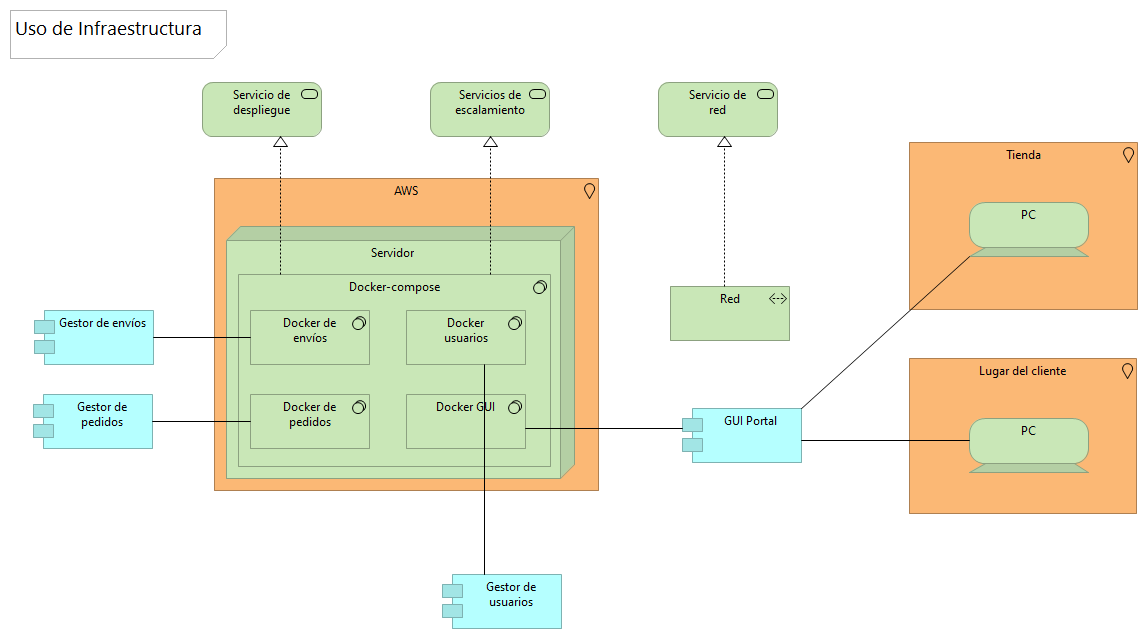 Uso de Infraestructura
Servicio de
despliegue
Servicios de
escalamiento
Servicio de
red
AWS
Servidor
Docker-compose
Docker de
envíos
Docker
usuarios
Docker de
pedidos
Docker GUI
Gestor de envíos
Gestor de
pedidos
Gestor de
usuarios
Red
GUI Portal
Tienda
PC
Lugar del cliente
PC